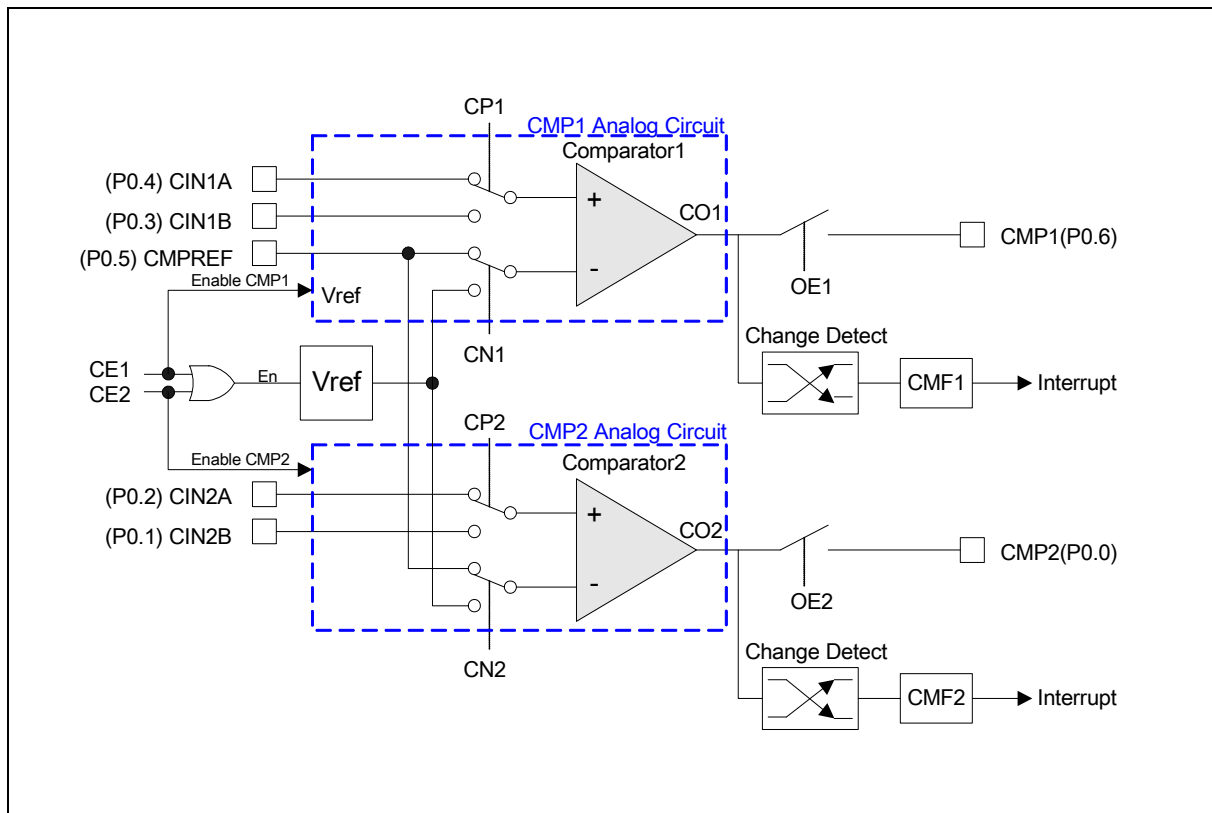 CP1
CMP1 Analog Circuit
Comparator1
(P0.4) CIN1A
+
CO1
(P0.3) CIN1B
CMP1(P0.6)
(P0.5) CMPREF
-
Enable CMP1
Vref
OE1
CN1
Change Detect
CE1
CE2
En
Vref
CMF1
Interrupt
CP2
CMP2 Analog Circuit
Enable CMP2
Comparator2
(P0.2) CIN2A
+
CO2
(P0.1) CIN2B
CMP2(P0.0)
-
OE2
CN2
Change Detect
CMF2
Interrupt